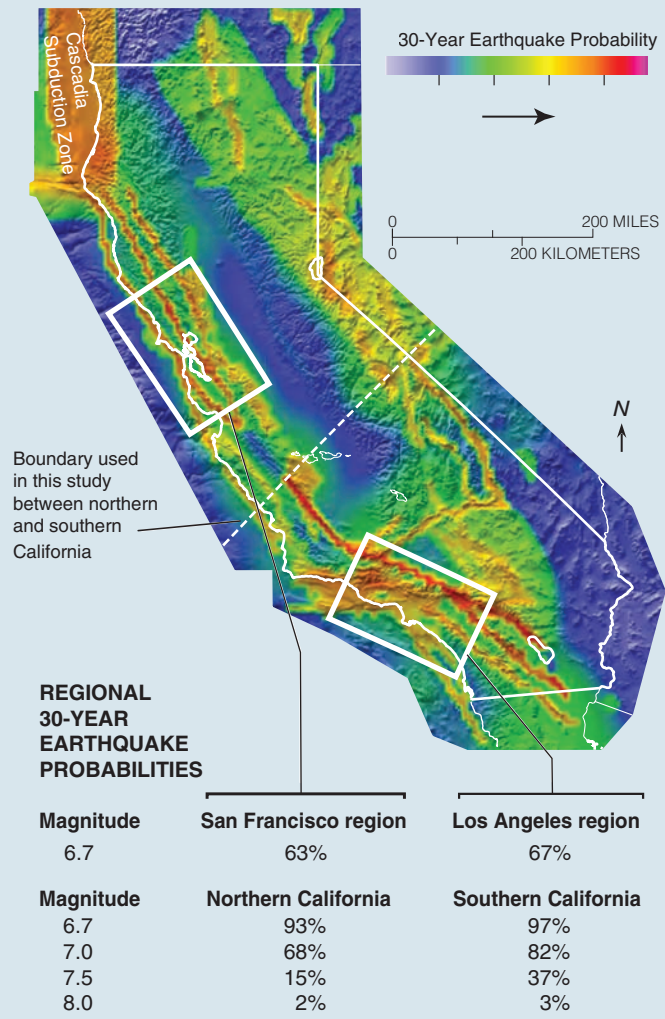 30-Year Earthquake Probability
Cascadia
Subduction Zone
0 200 MILES
0 200 KILOMETERS
N
Boundary used
in this study
between northern
and southern
California
REGIONAL
30-YEAR
EARTHQUAKE
PROBABILITIES
Magnitude San Francisco region Los Angeles region
6.7 63% 67%
Magnitude Northern California Southern California
6.7 93% 97%
7.0 68% 82%
7.5 15% 37%
8.0 2% 3%